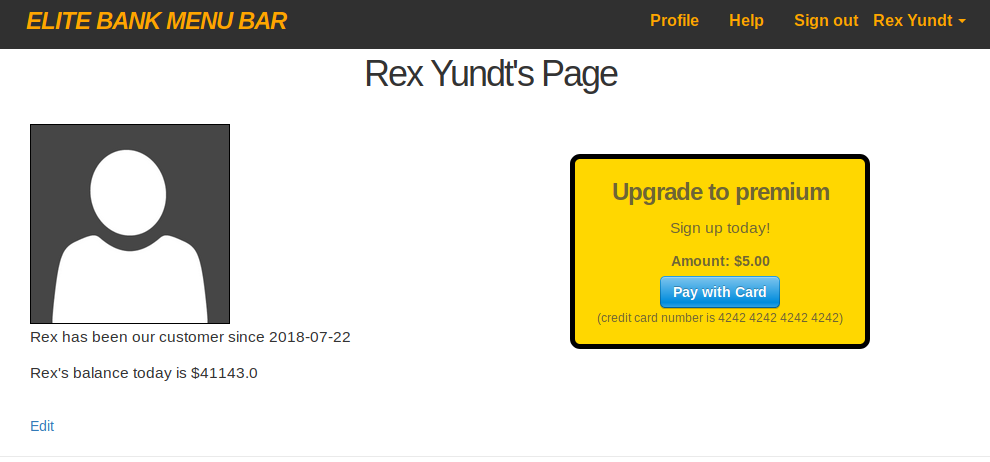 ELITE BANK MENU BAR
Profile Help Sign out Rex Yundt
Rex Yundt's Page
Upgrade to premium
Sign up today!
Amount: $5.00
Pay with Card
(credit card number is 4242 4242 4242 4242)
Rex has been our customer since 2018-07-22
Rex's balance today is $41143.0
Edit